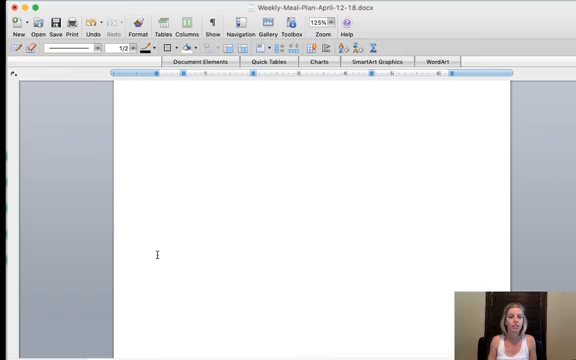 Weekly-Meal-Plan-April-12-18.docx
New Open Save Print Undo Redo Format Tables Columns Show Navigation Gallery Toolbox Zoom Help
125%
1/2
Document Elements Quick Tables Charts SmartArt Graphics WordArt